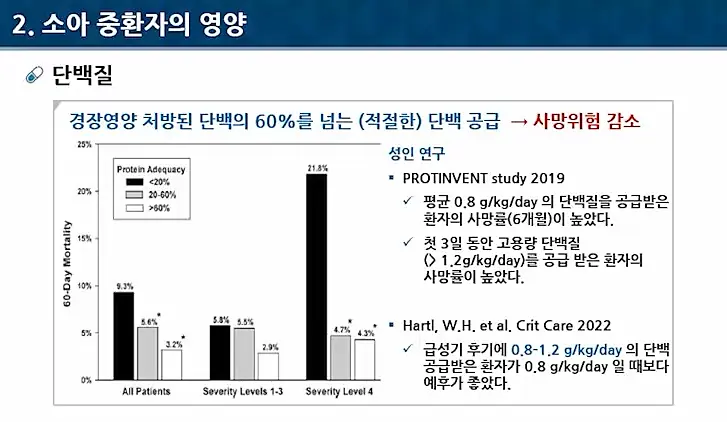 2. 소아 중환자의 영양
단백질
경장영양 처방된 단백의 60%를 넘는 (적절한) 단백 공급 → 사망위험 감소
25%
20%
15%
10%
5%
0%
60-Day Mortality
Protein Adequacy
<20%
20-60%
>60%
9.3%
5.6%*
3.2%*
5.8%
5.5%
2.9%
21.8%
4.7%*
4.3%*
All Patients
Severity Levels 1-3
Severity Level 4
성인 연구
▪ PROTINVENT study 2019
✓ 평균 0.8 g/kg/day 의 단백질을 공급받은
환자의 사망률(6개월)이 높았다.
✓ 첫 3일 동안 고용량 단백질
(> 1.2g/kg/day)를 공급 받은 환자의
사망률이 높았다.
▪ Hartl, W.H. et al. Crit Care 2022
✓ 급성기 후기에 0.8-1.2 g/kg/day 의 단백
공급받은 환자가 0.8 g/kg/day 일 때보다
예후가 좋았다.